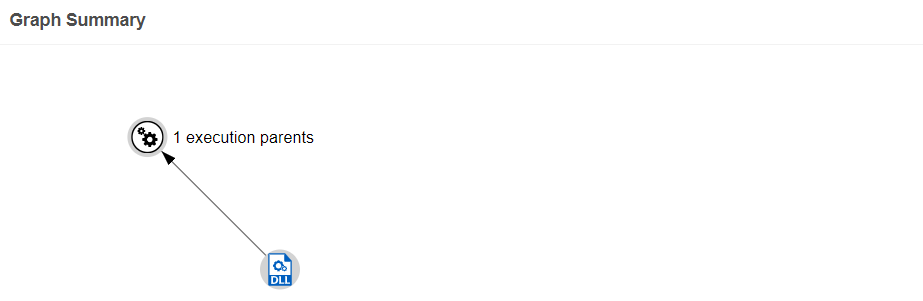 Graph Summary
1 execution parents
DLL